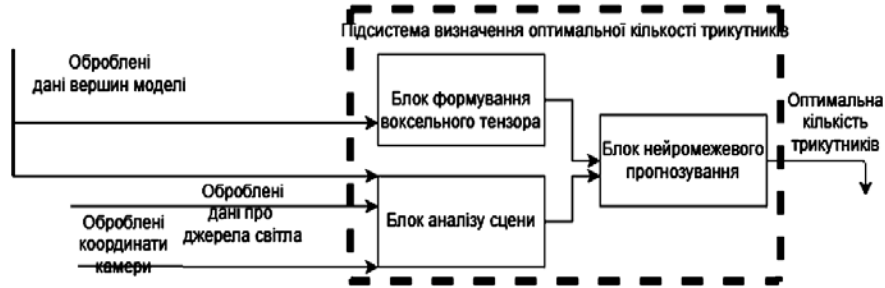 Підсистема визначення оптимальної кількості трикутників
Оброблені
дані вершин моделі
Блок формування
воксельного тензора
Оптимальна
кількість
трикутників
Блок нейромежевого
прогнозування
Оброблені
дані про
джерела світла
Блок аналізу сцени
Оброблені
координати
камери